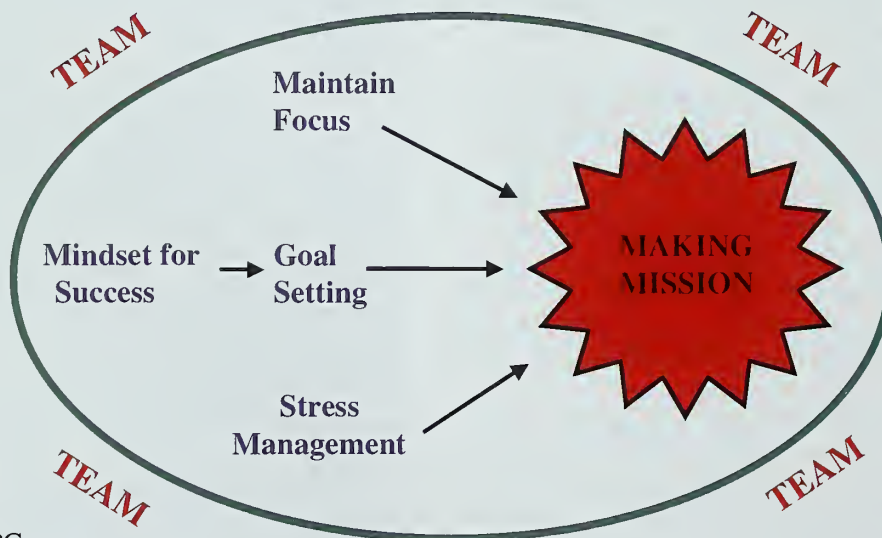 TEAM
TEAM
Maintain
Focus
Mindset for
Success
Goal
Setting
MAKING
MISSION
Stress
Management
TEAM
TEAM